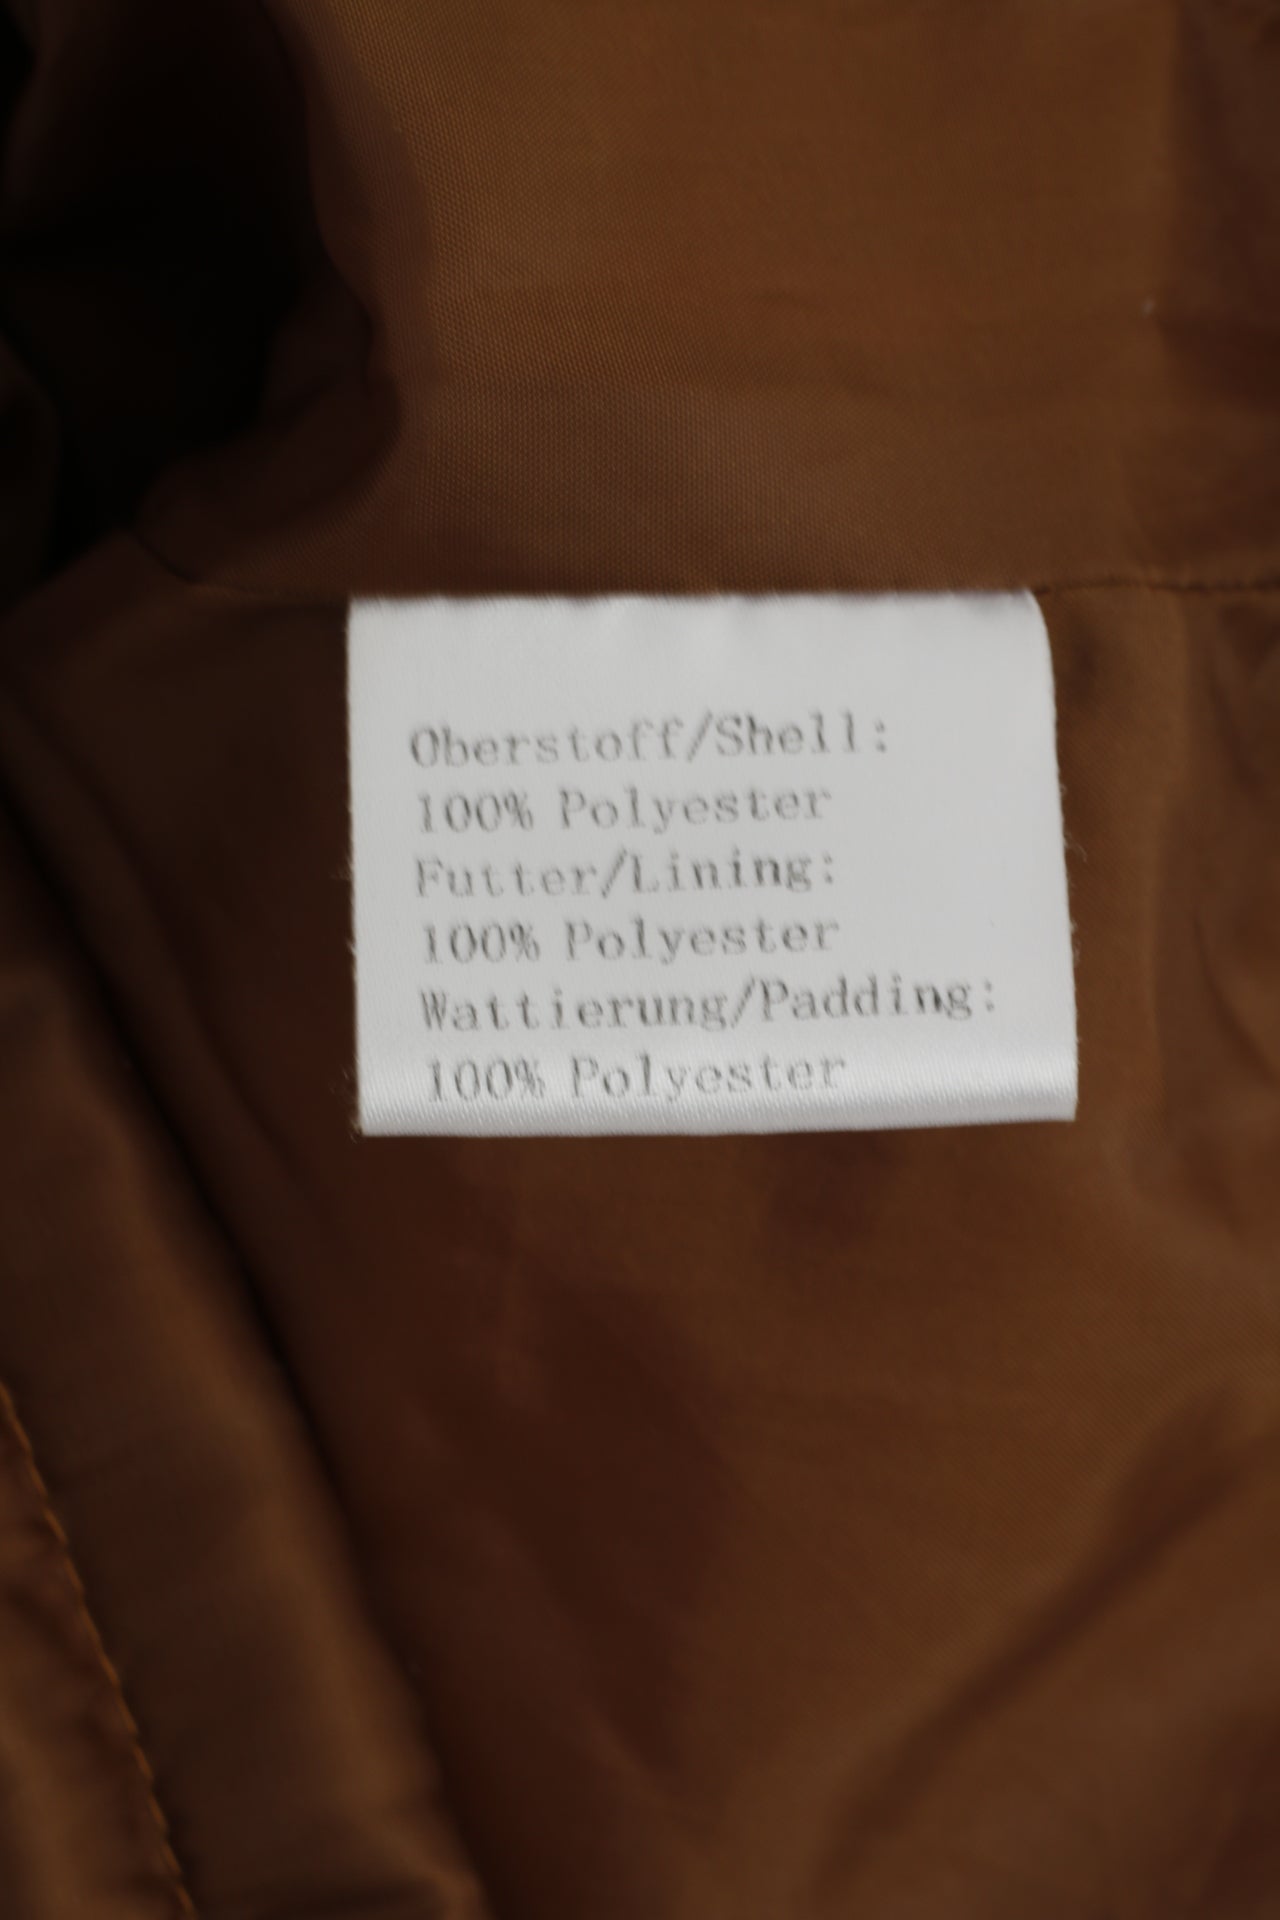 Oberstoff/Shell:
100% Polyester
Futter/Lining:
100% Polyester
Wattierung/Padding:
100% Polyester